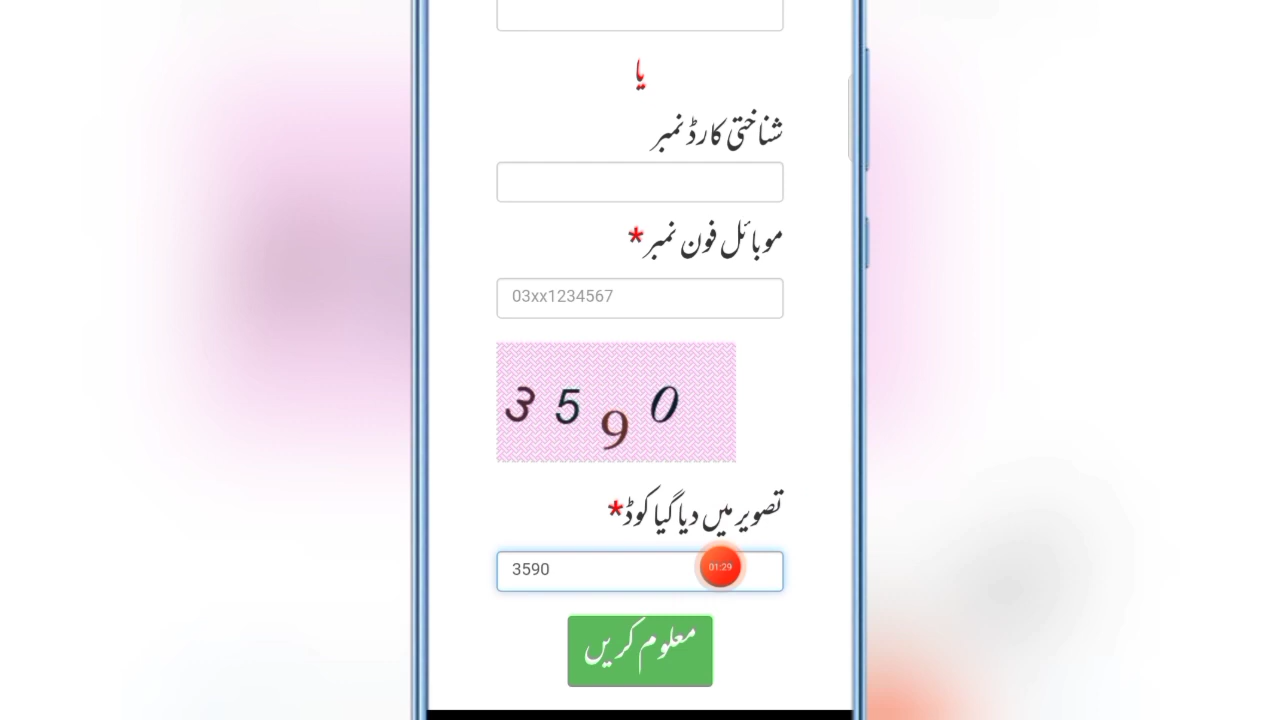 یا
شناختی کارڈ نمبر
موبائل فون نمبر*
03xx1234567
3590
تصویر میں دیا گیا کوڈ*
3590
01:29
معلوم کریں